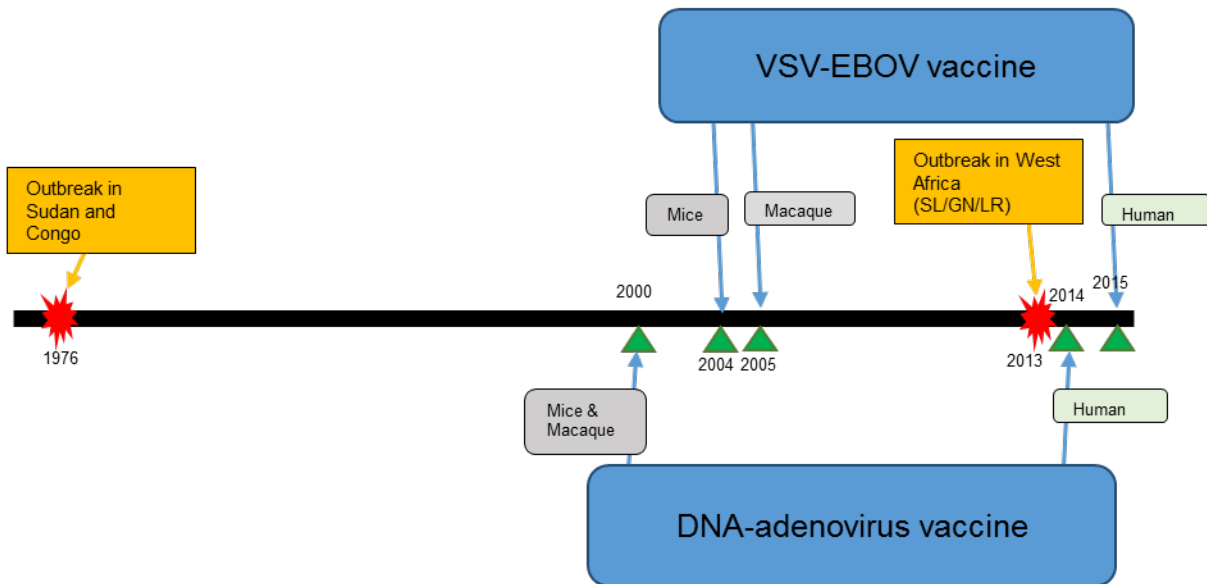 VSV-EBOV vaccine
Outbreak in
Sudan and
Congo
Outbreak in West
Africa
(SL/GN/LR)
Mice
Macaque
Human
2000
2014
2015
1976
2004
2005
2013
Mice &
Macaque
Human
DNA-adenovirus vaccine